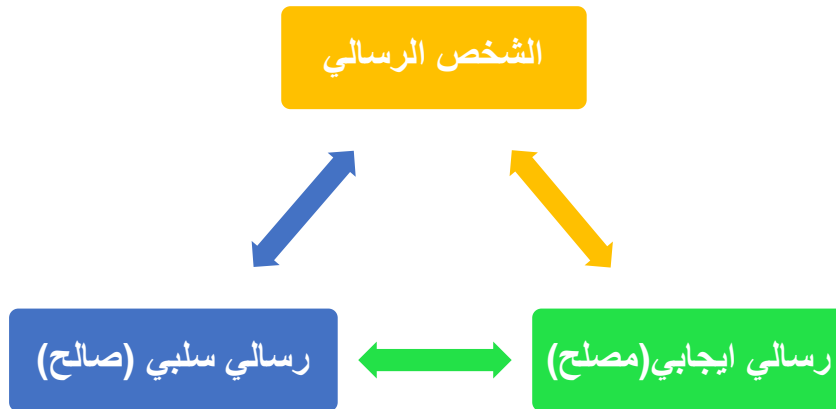 الشخص الرسالي
رسالي ايجابي(مصلح)
رسالي سلبي (صالح)